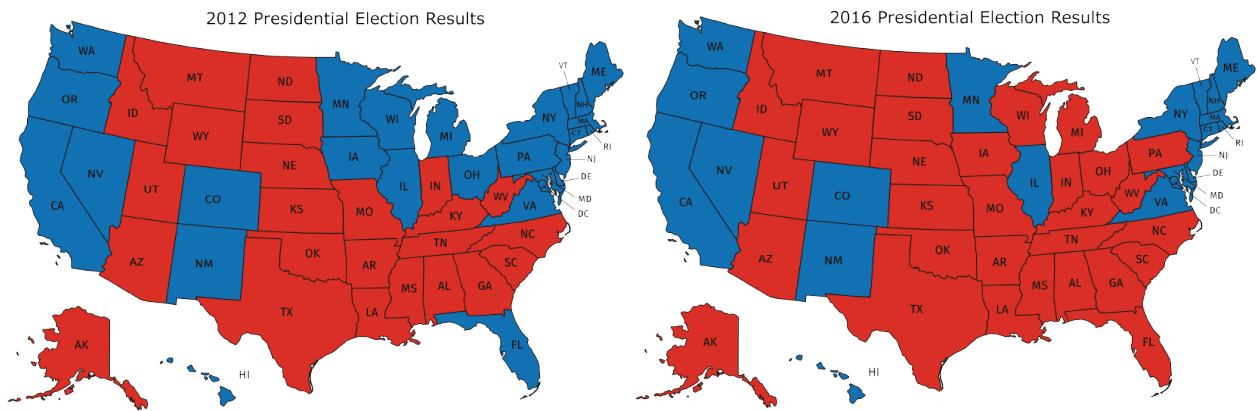 2012 Presidential Election Results
WA
MT
ND
MN
VT
ME
OR
ID
SD
WI
NY
NH
MA
CT
RI
WY
MI
IA
PA
NJ
NE
NV
UT
CO
IL
IN
OH
DE
WV
VA
MD
DC
CA
KS
MO
KY
NC
TN
OK
AZ
NM
AR
SC
MS
AL
GA
TX
LA
FL
AK
HI
2016 Presidential Election Results
WA
MT
ND
MN
VT
ME
OR
ID
SD
WI
NY
NH
MA
CT
RI
WY
MI
IA
PA
NJ
NE
NV
UT
CO
IL
IN
OH
DE
WV
VA
MD
DC
CA
KS
MO
KY
NC
TN
OK
AZ
NM
AR
SC
MS
AL
GA
TX
LA
FL
AK
HI